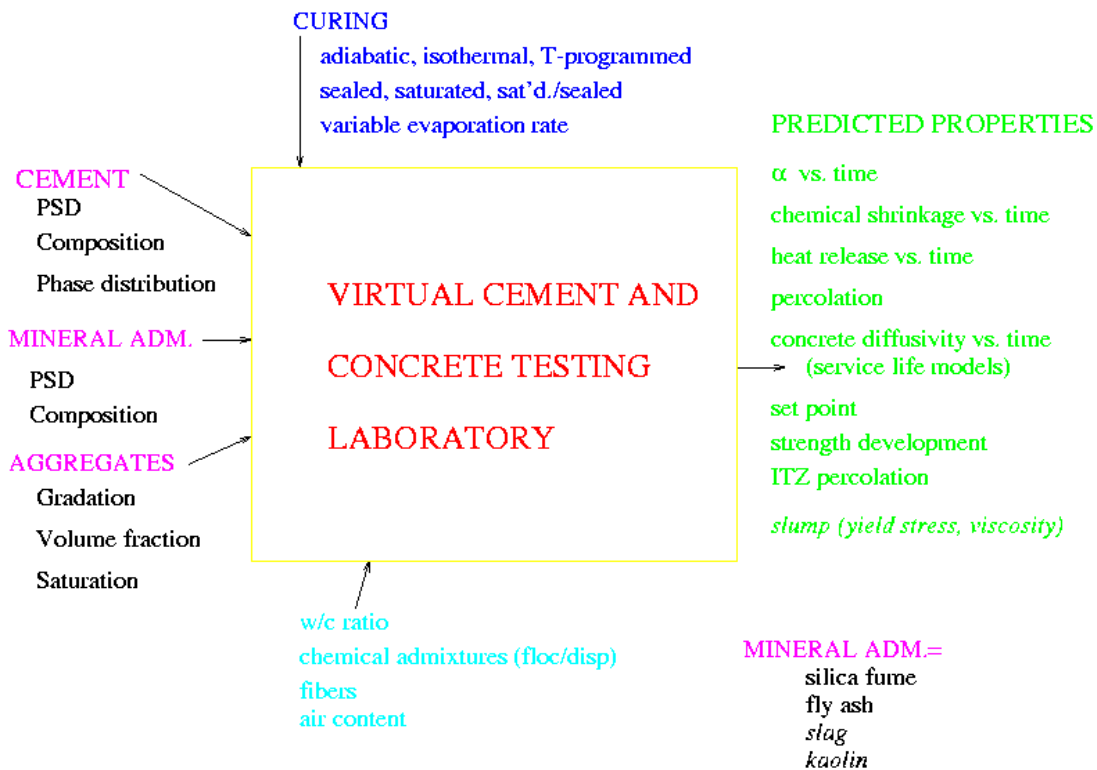 CURING
adiabatic, isothermal, T-programmed
sealed, saturated, sat'd./sealed
variable evaporation rate
CEMENT
PSD
Composition
Phase distribution
MINERAL ADM.
PSD
Composition
AGGREGATES
Gradation
Volume fraction
Saturation
VIRTUAL CEMENT AND
CONCRETE TESTING
LABORATORY
w/c ratio
chemical admixtures (floc/disp)
fibers
air content
PREDICTED PROPERTIES
α vs. time
chemical shrinkage vs. time
heat release vs. time
percolation
concrete diffusivity vs. time
(service life models)
set point
strength development
ITZ percolation
slump (yield stress, viscosity)
MINERAL ADM.=
silica fume
fly ash
slag
kaolin